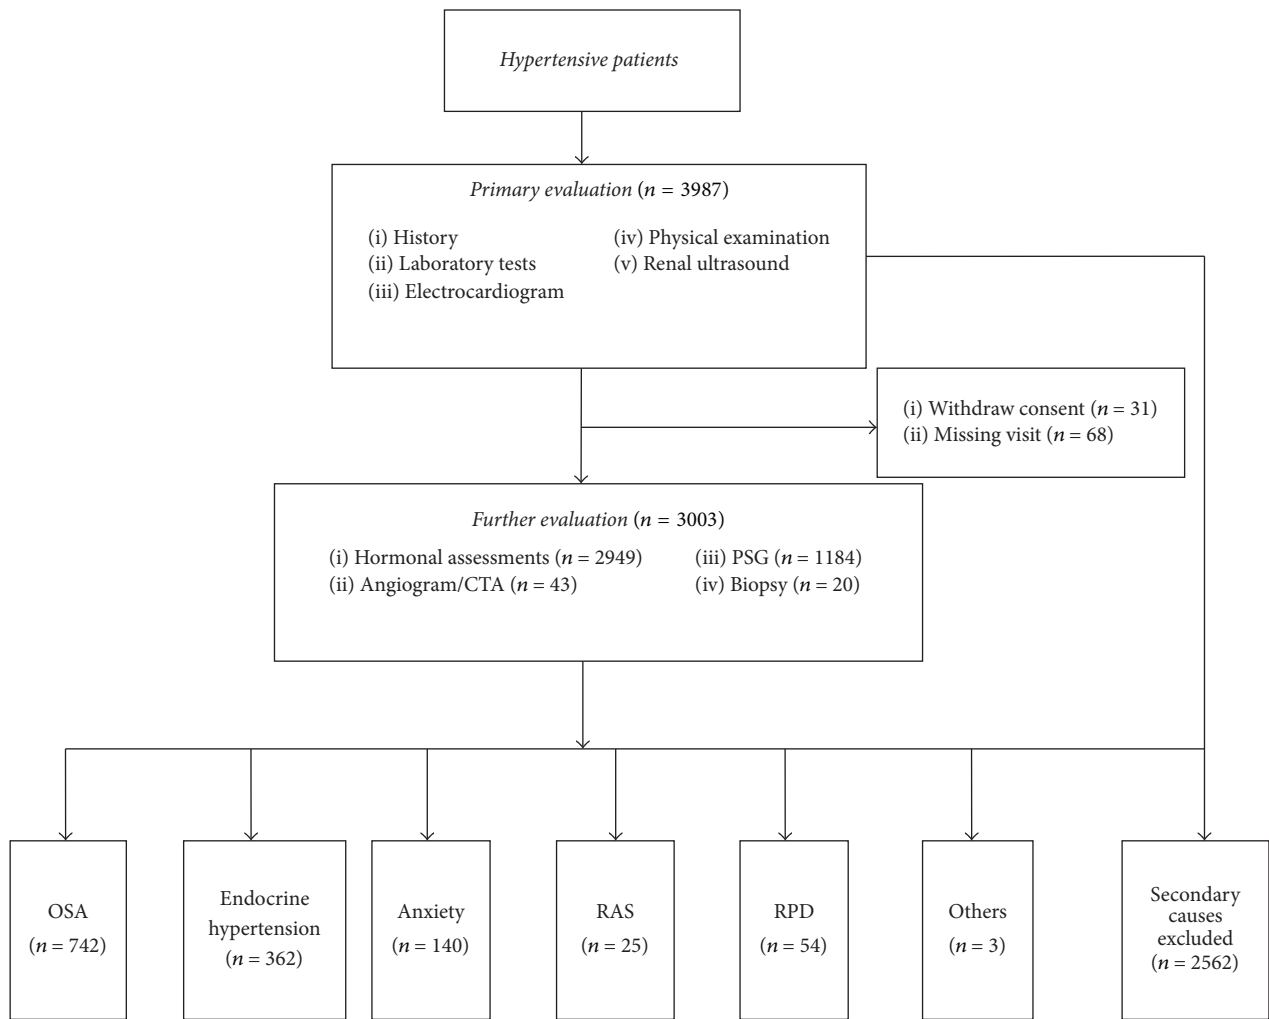 Hypertensive patients
Primary evaluation (n = 3987)
(i) History
(ii) Laboratory tests
(iii) Electrocardiogram
(iv) Physical examination
(v) Renal ultrasound
(i) Withdraw consent (n = 31)
(ii) Missing visit (n = 68)
Further evaluation (n = 3003)
(i) Hormonal assessments (n = 2949)
(ii) Angiogram/CTA (n = 43)
(iii) PSG (n = 1184)
(iv) Biopsy (n = 20)
OSA
(n = 742)
Endocrine
hypertension
(n = 362)
Anxiety
(n = 140)
RAS
(n = 25)
RPD
(n = 54)
Others
(n = 3)
Secondary
causes
excluded
(n = 2562)